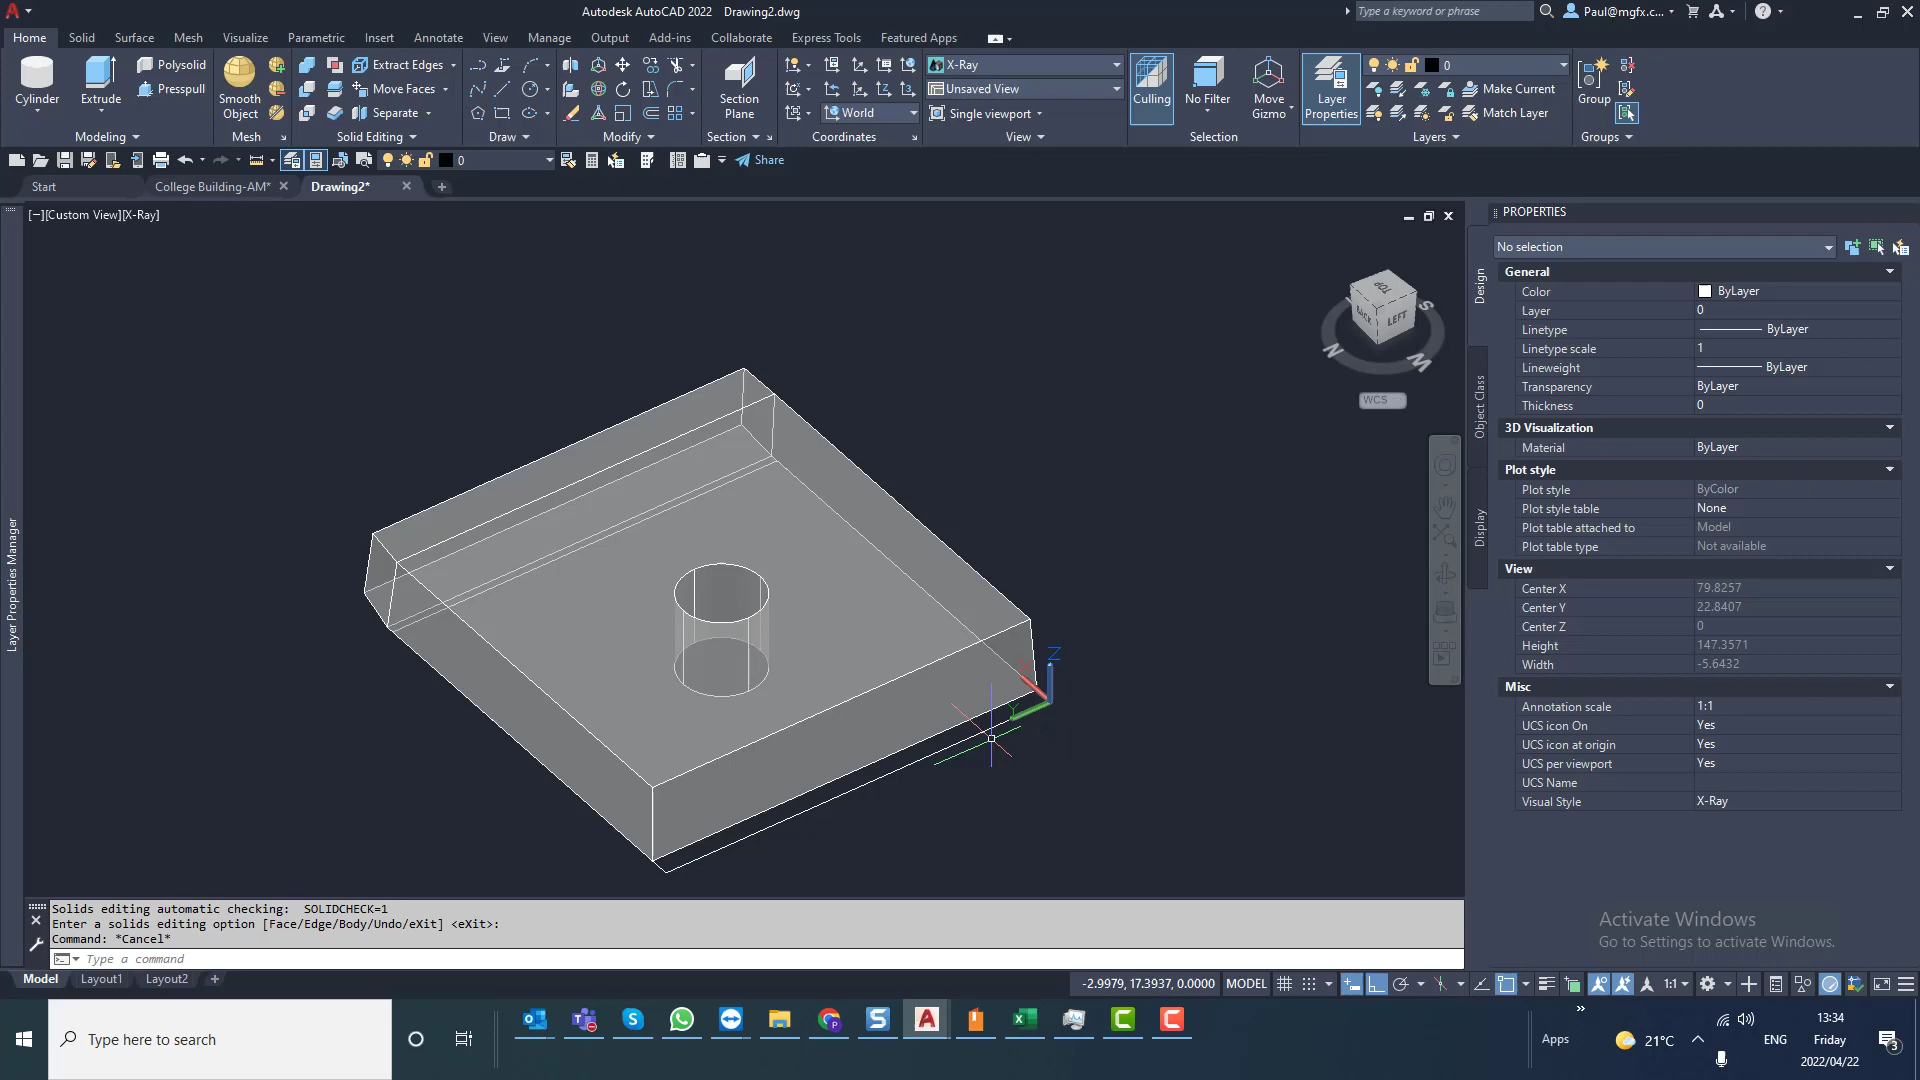 Autodesk AutoCAD 2022 Drawing2.dwg
Type a keyword or phrase
Paul@mgfx.c...
Home Solid Surface Mesh Visualize Parametric Insert Annotate View Manage Output Add-ins Collaborate Express Tools Featured Apps
Cylinder
Extrude
Polysolid
Presspull
Modeling
Smooth
Object
Mesh
Extract Edges
Move Faces
Separate
Solid Editing
Draw
Modify
Section
Plane
Section
World
Coordinates
X-Ray
Unsaved View
Single viewport
View
Culling
No Filter
Move
Gizmo
Selection
Layer
Properties
0
Make Current
Match Layer
Layers
Group
Groups
0
Share
Start College Building-AM* Drawing2*
[−][Custom View][X-Ray]
TOP
BACK
LEFT
S
N
WCS
Z
Y
Layer Properties Manager
PROPERTIES
No selection
Design
Object Class
Display
General
Color ByLayer
Layer 0
Linetype ByLayer
Linetype scale 1
Lineweight ByLayer
Transparency ByLayer
Thickness 0
3D Visualization
Material ByLayer
Plot style
Plot style ByColor
Plot style table None
Plot table attached to Model
Plot table type Not available
View
Center X 79.8257
Center Y 22.8407
Center Z 0
Height 147.3571
Width -5.6432
Misc
Annotation scale 1:1
UCS icon On Yes
UCS icon at origin Yes
UCS per viewport Yes
UCS Name
Visual Style X-Ray
Activate Windows
Go to Settings to activate Windows.
Solids editing automatic checking: SOLIDCHECK=1
Enter a solids editing option [Face/Edge/Body/Undo/eXit] <eXit>:
Command: *Cancel*
Type a command
Model Layout1 Layout2
-2.9979, 17.3937, 0.0000 MODEL 1:1
Type here to search
Apps
21°C
ENG
13:34
Friday
2022/04/22
3